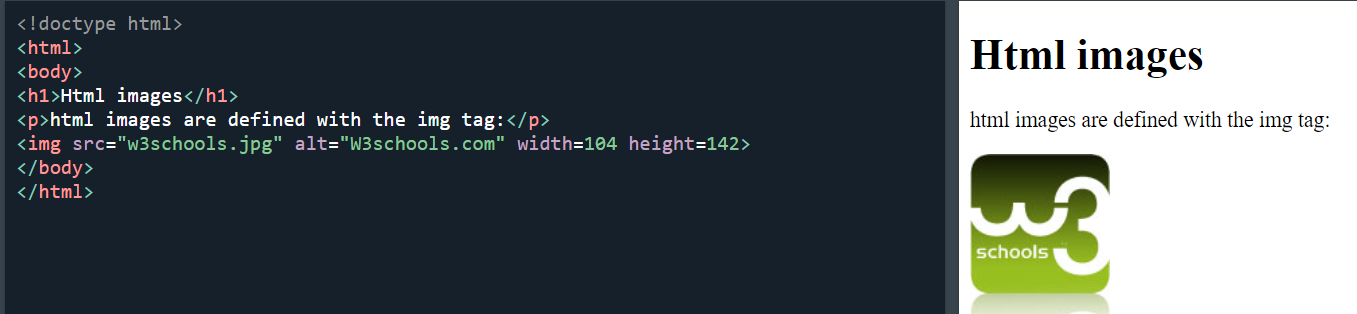 <!doctype html>
<html>
<body>
<h1>Html images</h1>
<p>html images are defined with the img tag:</p>
<img src="w3schools.jpg" alt="W3schools.com" width=104 height=142>
</body>
</html>
Html images
html images are defined with the img tag:
w3
schools